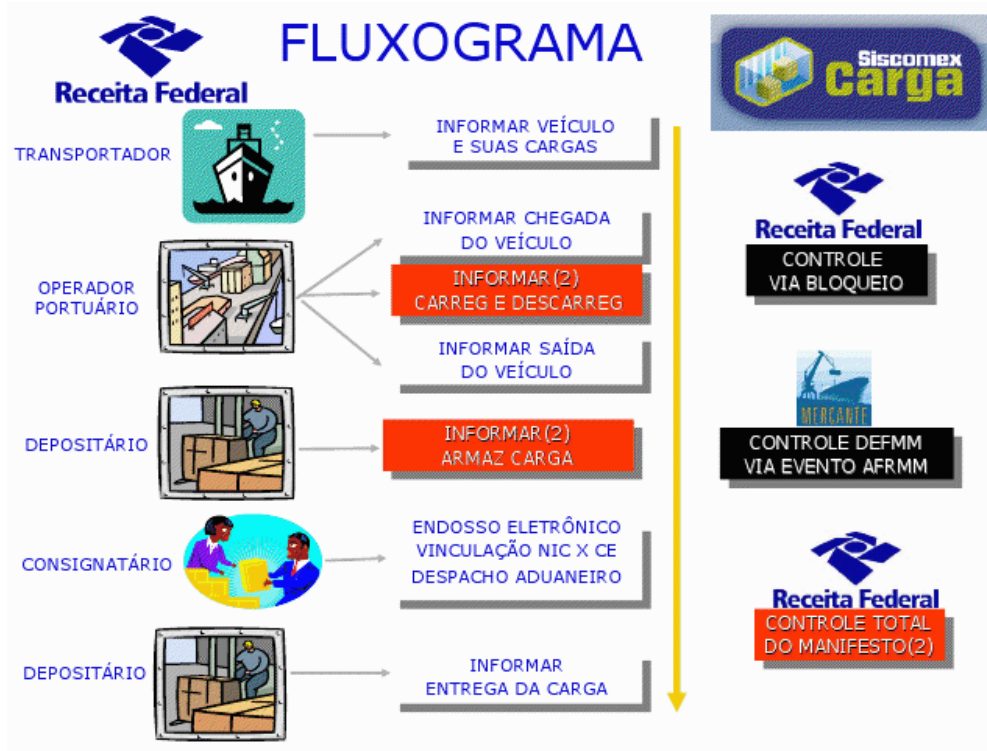 FLUXOGRAMA
Receita Federal
Siscomex
Carga
TRANSPORTADOR
INFORMAR VEÍCULO
E SUAS CARGAS
OPERADOR
PORTUÁRIO
INFORMAR CHEGADA
DO VEÍCULO
INFORMAR(2)
CARREG E DESCARREG
INFORMAR SAÍDA
DO VEÍCULO
DEPOSITÁRIO
INFORMAR(2)
ARMAZ CARGA
CONSIGNATÁRIO
ENDOSSO ELETRÔNICO
VINCULAÇÃO NIC X CE
DESPACHO ADUANEIRO
DEPOSITÁRIO
INFORMAR
ENTREGA DA CARGA
Receita Federal
CONTROLE
VIA BLOQUEIO
MERCANTE
CONTROLE DEFMM
VIA EVENTO AFRMM
Receita Federal
CONTROLE TOTAL
DO MANIFESTO(2)